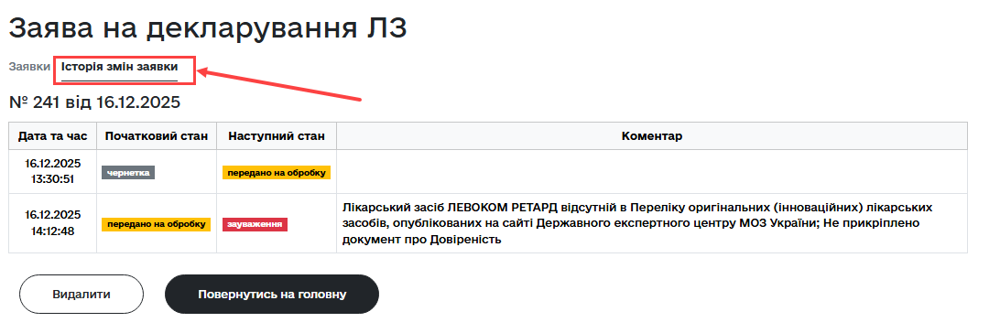 Заява на декларування ЛЗ
Заявки Історія змін заявки
№ 241 від 16.12.2025
Дата та час Початковий стан Наступний стан Коментар
16.12.2025
13:30:51
чернетка передано на обробку
16.12.2025
14:12:48
передано на обробку зауваження
Лікарський засіб ЛЕВОКОМ РЕТАРД відсутній в Переліку оригінальних (інноваційних) лікарських
засобів, опублікованих на сайті Державного експертного центру МОЗ України; Не прикріплено
документ про Довіреність
Видалити Повернутись на головну